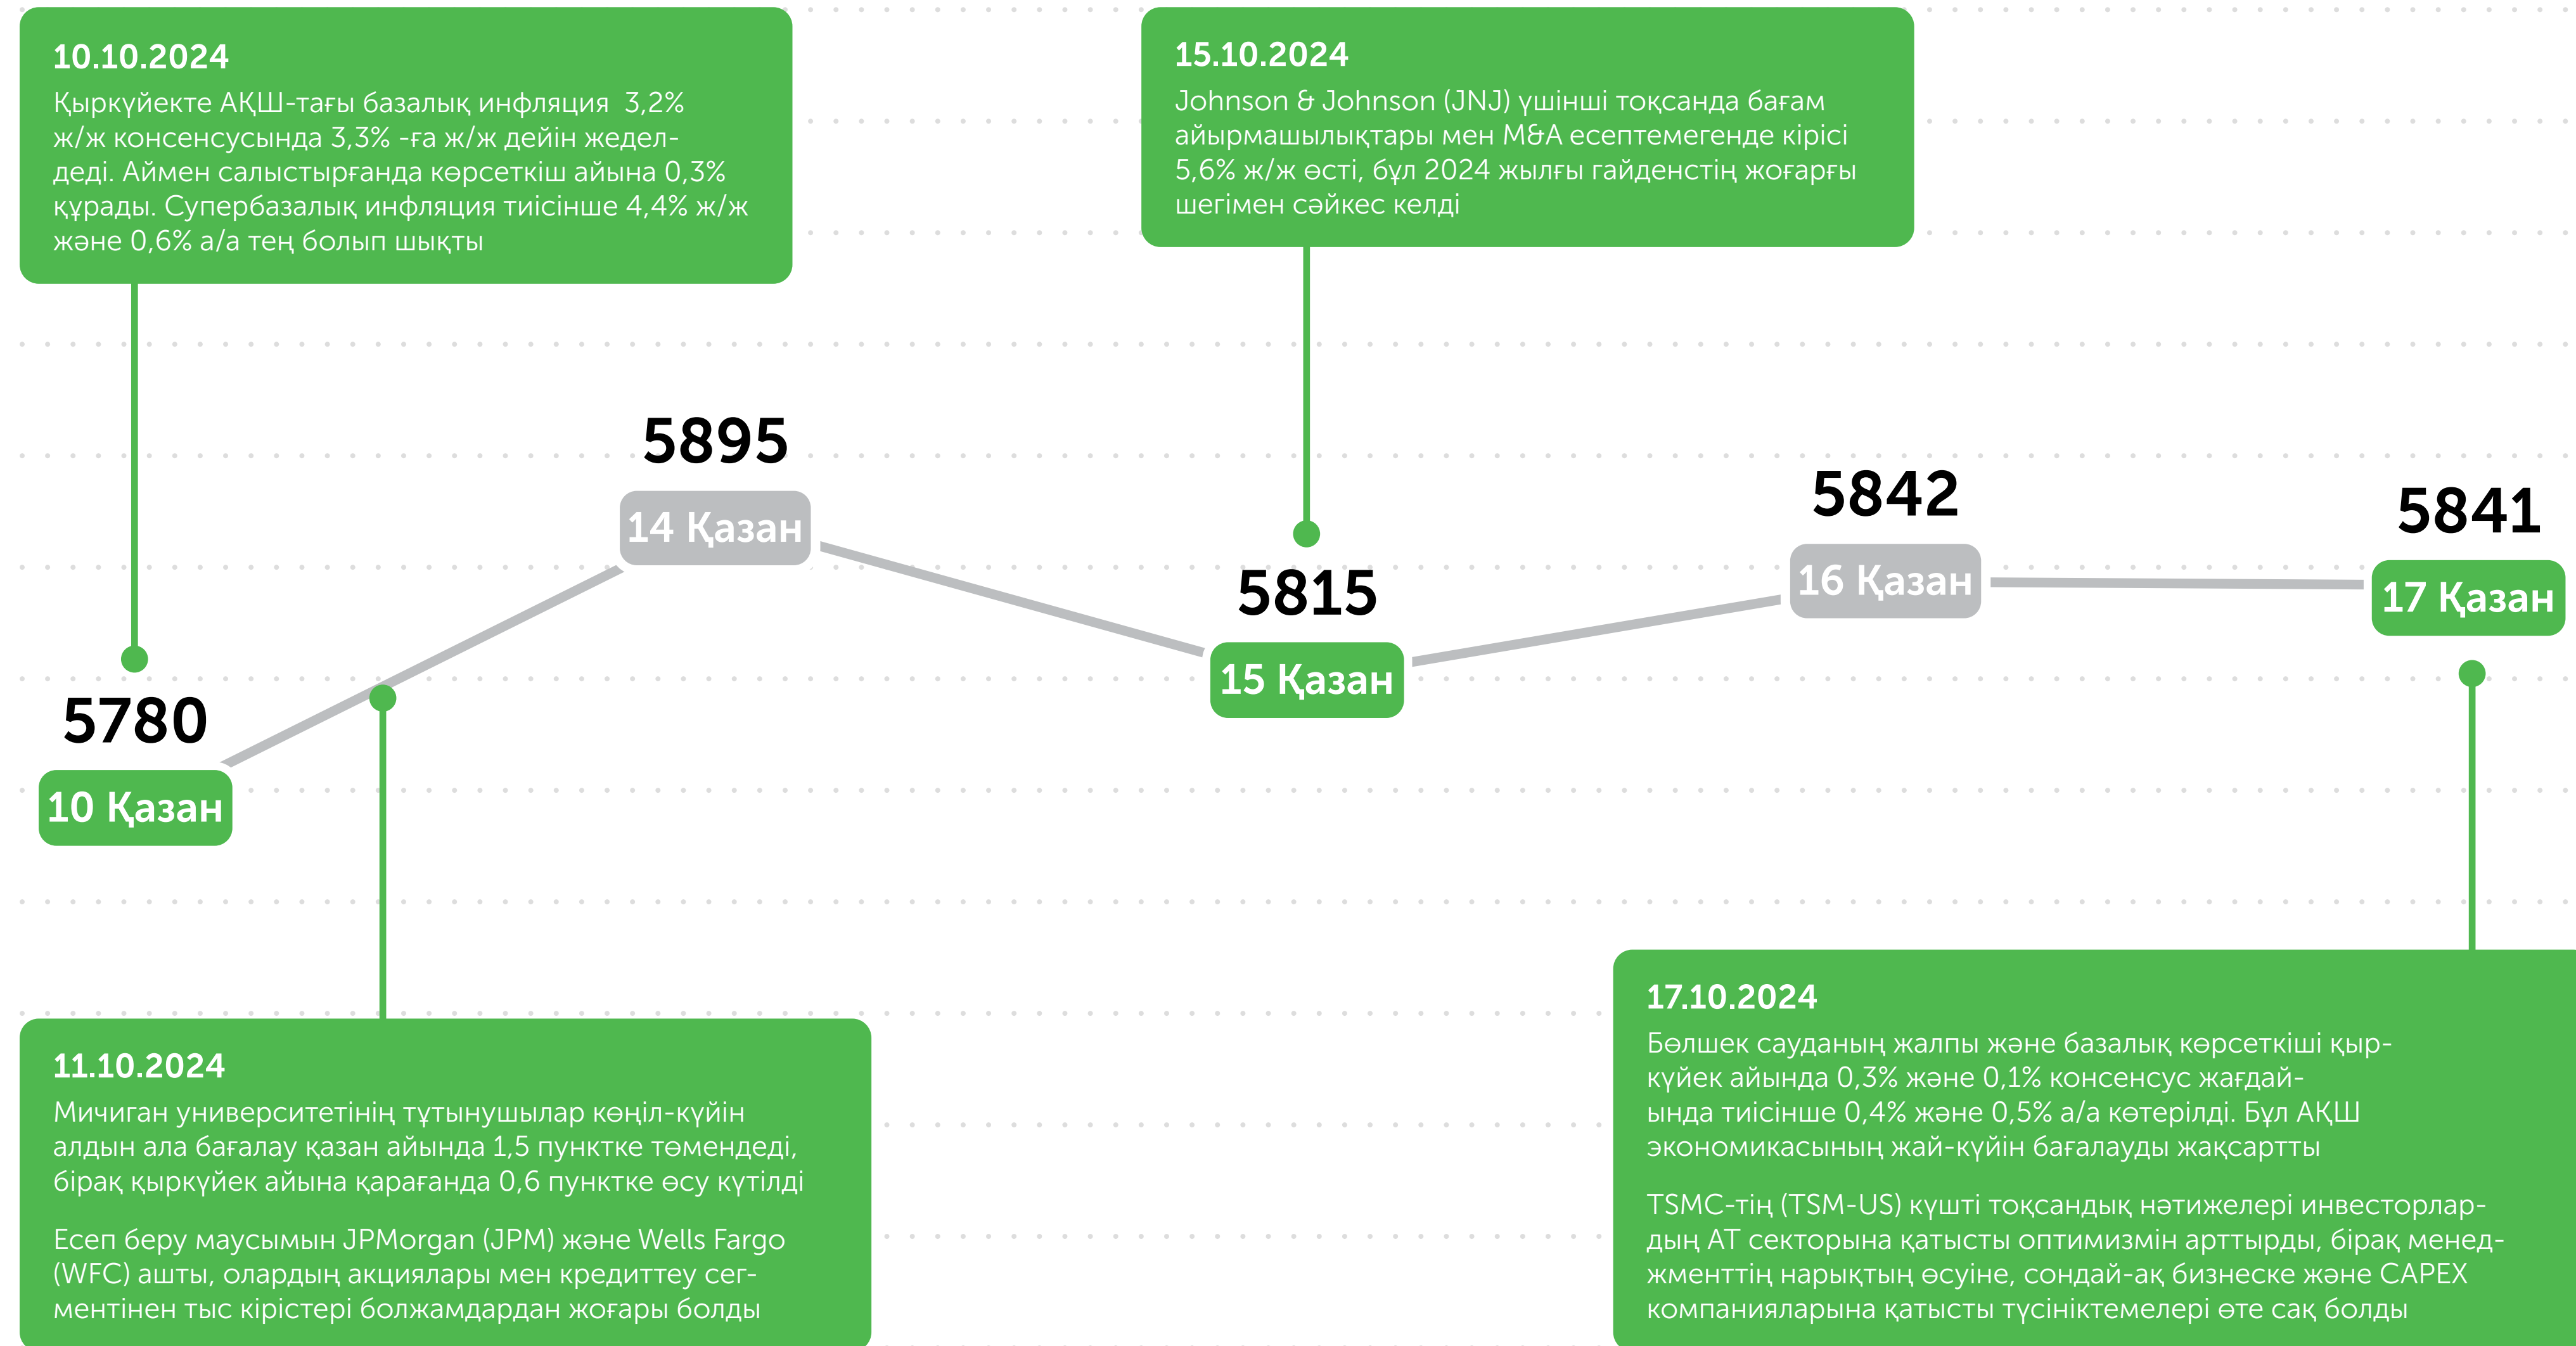 10.10.2024
Қыркүйекте АҚШ-тағы базалық инфляция 3,2%
ж/ж консенсусында 3,3% -ға ж/ж дейін жедел-
деді. Аймен салыстырғанда көрсеткіш айына 0,3%
құрады. Супербазалық инфляция тиісінше 4,4% ж/ж
және 0,6% а/а тең болып шықты
15.10.2024
Johnson & Johnson (JNJ) үшінші тоқсанда бағам
айырмашылықтары мен M&A есептемегенде кірісі
5,6% ж/ж өсті, бұл 2024 жылғы гайденстің жоғарғы
шегімен сәйкес келді
5780
10 Қазан
5895
14 Қазан
5815
15 Қазан
5842
16 Қазан
5841
17 Қазан
11.10.2024
Мичиган университетінің тұтынушылар көңіл-күйін
алдын ала бағалау қазан айында 1,5 пунктке төмендеді,
бірақ қыркүйек айына қарағанда 0,6 пунктке өсу күтілді
Есеп беру маусымын JPMorgan (JPM) және Wells Fargo
(WFC) ашты, олардың акциялары мен кредиттеу сег-
ментінен тыс кірістері болжамдардан жоғары болды
17.10.2024
Бөлшек сауданың жалпы және базалық көрсеткіші қыр-
күйек айында 0,3% және 0,1% консенсус жағдай-
ында тиісінше 0,4% және 0,5% а/а көтерілді. Бұл АҚШ
экономикасының жай-күйін бағалауды жақсартты
TSMC-тің (TSM-US) күшті тоқсандық нәтижелері инвесторлар-
дың АТ секторына қатысты оптимизмін арттырды, бірақ менед-
жменттің нарықтың өсуіне, сондай-ақ бизнеске және CAPEX
компанияларына қатысты түсініктемелері өте сақ болды